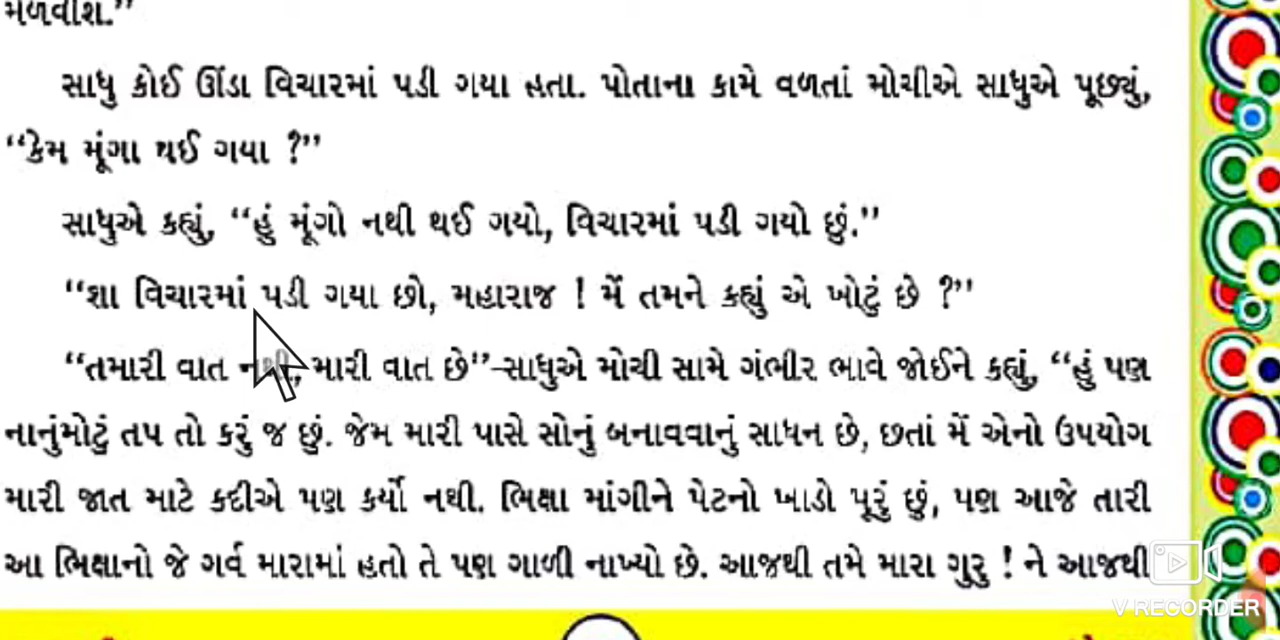 મેળવીશ.”
સાધુ કોઈ ઊંડા વિચારમાં પડી ગયા હતા. પોતાના કામે વળતાં મોચીએ સાધુએ પૂછ્યું,
“કેમ મૂંગા થઈ ગયા ?”
સાધુએ કહ્યું, “હું મૂંગો નથી થઈ ગયો, વિચારમાં પડી ગયો છું.”
“શા વિચારમાં પડી ગયા છો, મહારાજ ! મેં તમને કહ્યું એ ખોટું છે ?”
“તમારી વાત નથી, મારી વાત છે”–સાધુએ મોચી સામે ગંભીર ભાવે જોઈને કહ્યું, “હું પણ
નાનુંમોટું તપ તો કરું જ છું. જેમ મારી પાસે સોનું બનાવવાનું સાધન છે, છતાં મેં એનો ઉપયોગ
મારી જાત માટે કદીએ પણ કર્યો નથી. ભિક્ષા માંગીને પેટનો ખાડો પૂરું છું, પણ આજે તારી
આ ભિક્ષાનો જે ગર્વ મારામાં હતો તે પણ ગાળી નાખ્યો છે. આજથી તમે મારા ગુરુ ! ને આજથી
V RECORDER